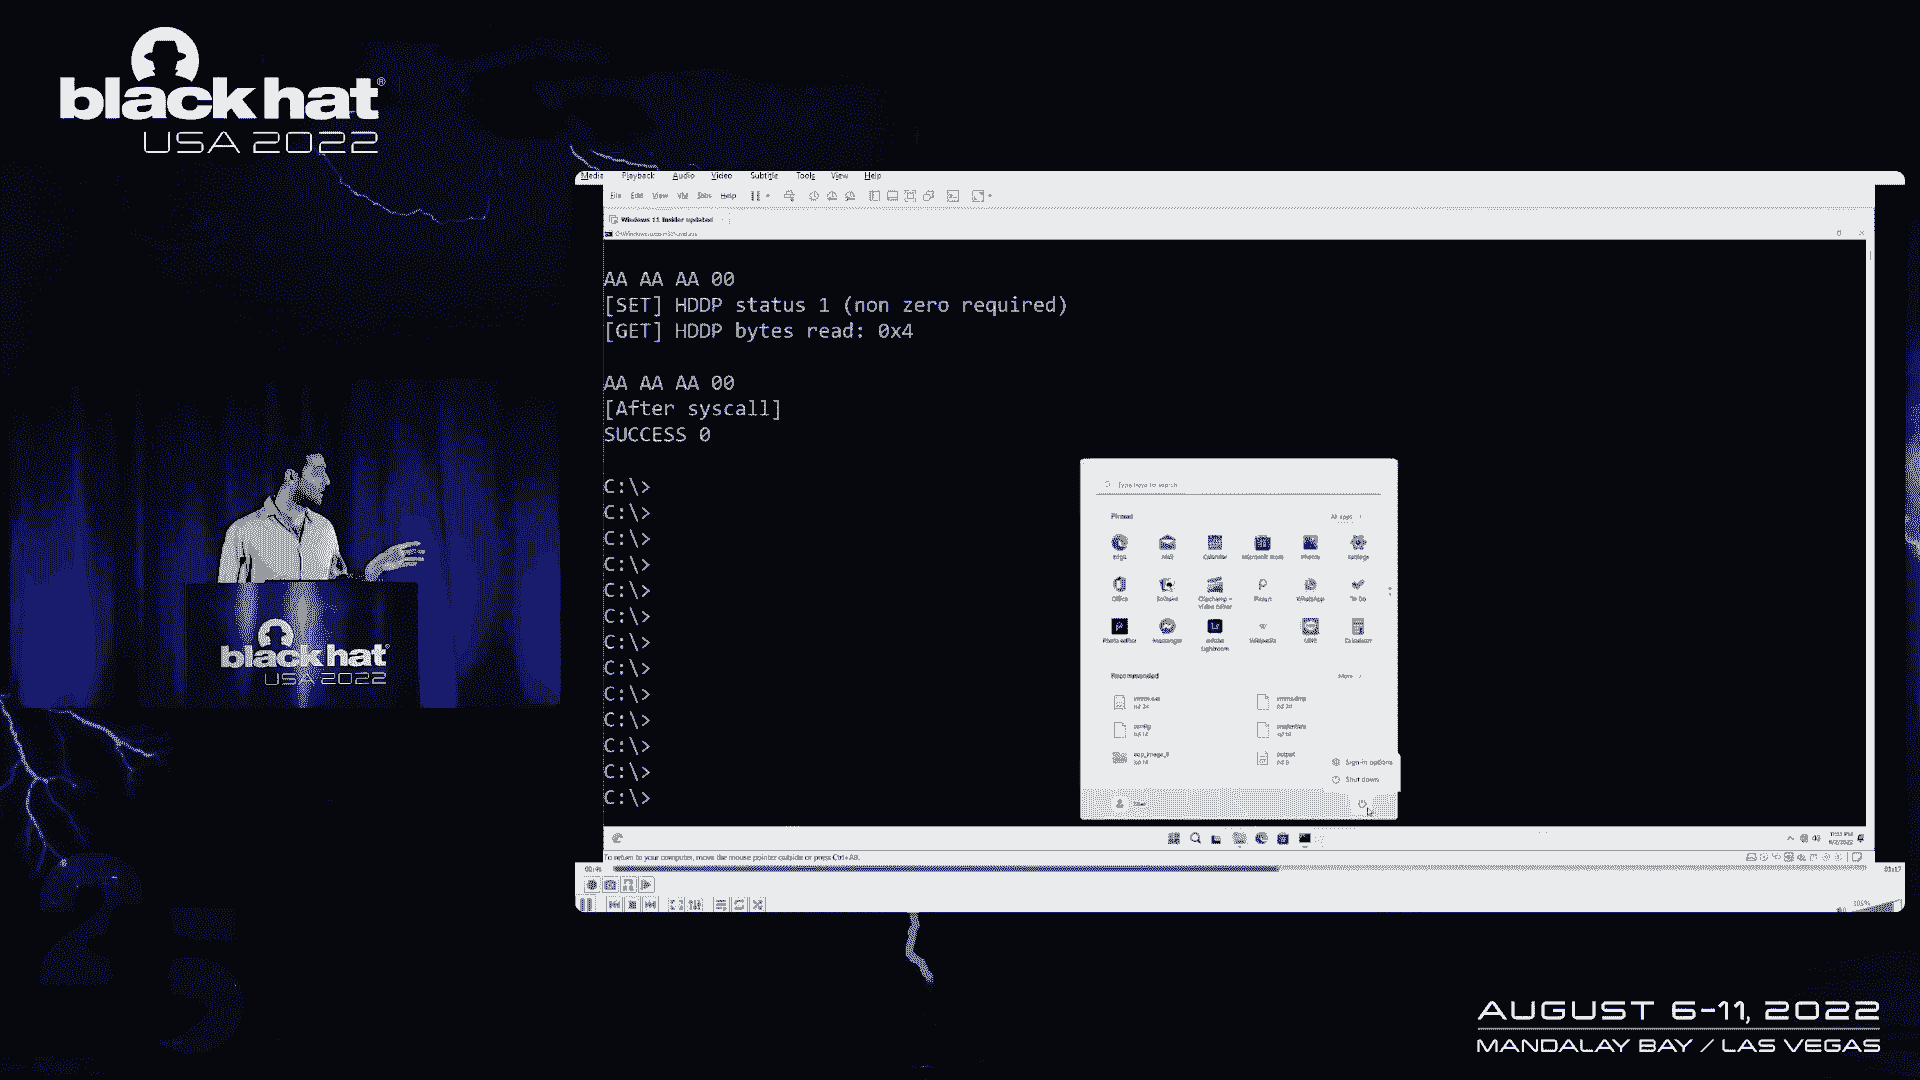 black hat®
USA 2022
Media Playback Audio Video Subtitle Tools View Help
File Edit View VM Tabs Help
Windows 11 Insider updated
AA AA AA 00
[SET] HDDP status 1 (non zero required)
[GET] HDDP bytes read: 0x4
AA AA AA 00
[After syscall]
SUCCESS 0
C:\>
C:\>
C:\>
C:\>
C:\>
C:\>
C:\>
C:\>
C:\>
C:\>
C:\>
C:\>
C:\>
Type here to search
Pinned All apps
Edge Mail Calendar Microsoft Store Photos Settings
Office Solitaire Clipchamp – Video Editor WhatsApp To Do
Photo editor Messenger Adobe Lightroom Wikipedia Calculator
Recommended More
config
output
Sign-in options
Shut down
User
To return to your computer, move the mouse pointer outside or press Ctrl+Alt.
01:17
black hat®
USA 2022
AUGUST 6-11, 2022
MANDALAY BAY / LAS VEGAS